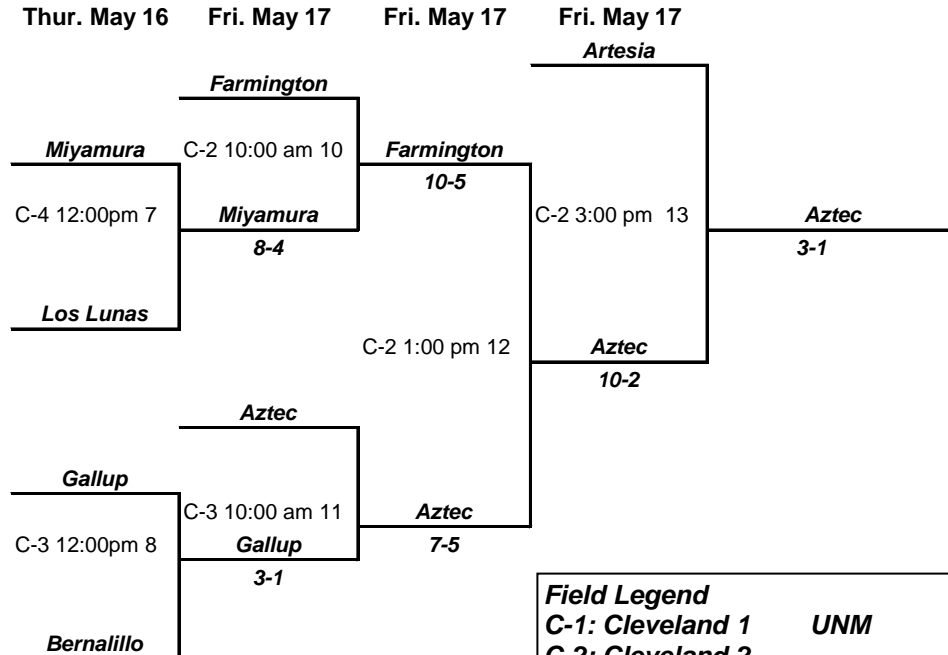 Thur. May 16 Fri. May 17 Fri. May 17 Fri. May 17
Artesia
Farmington
Miyamura C-2 10:00 am 10 Farmington
10-5
C-4 12:00pm 7 Miyamura C-2 3:00 pm 13 Aztec
8-4 3-1
Los Lunas
C-2 1:00 pm 12 Aztec
10-2
Aztec
Gallup
C-3 10:00 am 11 Aztec
C-3 12:00pm 8 Gallup 7-5
3-1
Field Legend
C-1: Cleveland 1 UNM
Bernalillo C-2: Cleveland 2